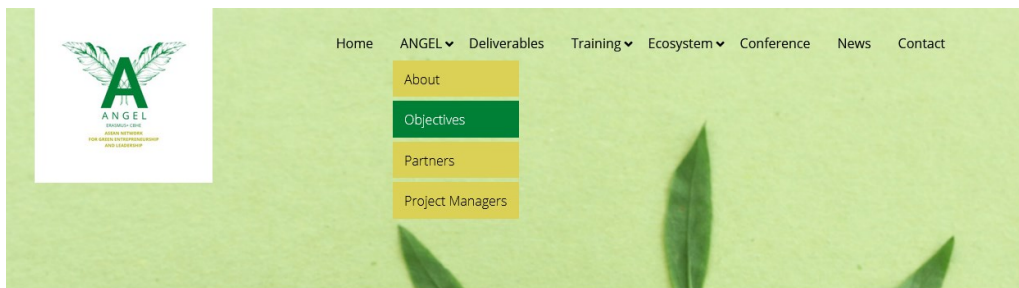 Home ANGEL Deliverables Training Ecosystem Conference News Contact
About
Objectives
Partners
Project Managers
A
ANGEL
ERASMUS+ CBHE
ASEAN NETWORK
FOR GREEN ENTREPRENEURSHIP
AND LEADERSHIP